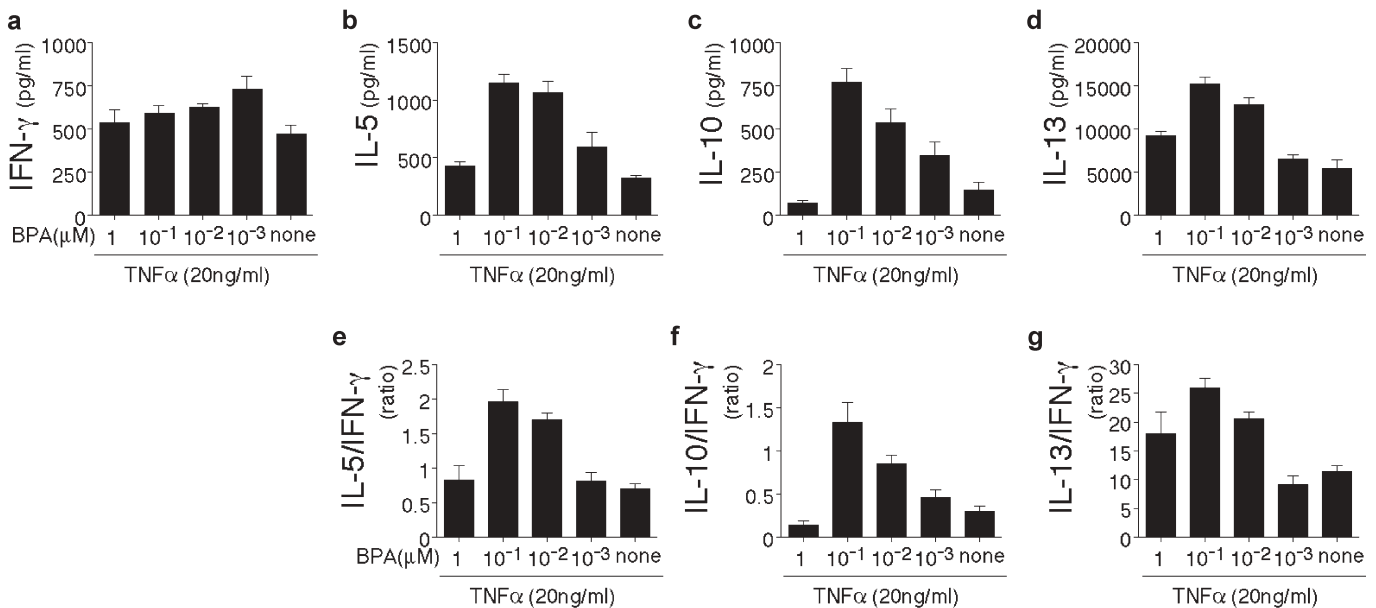 a
IFN-γ (pg/ml)
1000
750
500
250
0
BPA(μM) 1 10⁻¹ 10⁻² 10⁻³ none
TNFα (20ng/ml)
b
IL-5 (pg/ml)
1500
1000
500
0
1 10⁻¹ 10⁻² 10⁻³ none
TNFα (20ng/ml)
c
IL-10 (pg/ml)
1000
750
500
250
0
1 10⁻¹ 10⁻² 10⁻³ none
TNFα (20ng/ml)
d
IL-13 (pg/ml)
20000
15000
10000
5000
0
1 10⁻¹ 10⁻² 10⁻³ none
TNFα (20ng/ml)
e
IL-5/IFN-γ
(ratio)
2.5
2
1.5
1
0.5
0
BPA(μM) 1 10⁻¹ 10⁻² 10⁻³ none
TNFα (20ng/ml)
f
IL-10/IFN-γ
(ratio)
2
1.5
1
0.5
0
1 10⁻¹ 10⁻² 10⁻³ none
TNFα (20ng/ml)
g
IL-13/IFN-γ
(ratio)
30
25
20
15
10
5
0
1 10⁻¹ 10⁻² 10⁻³ none
TNFα (20ng/ml)